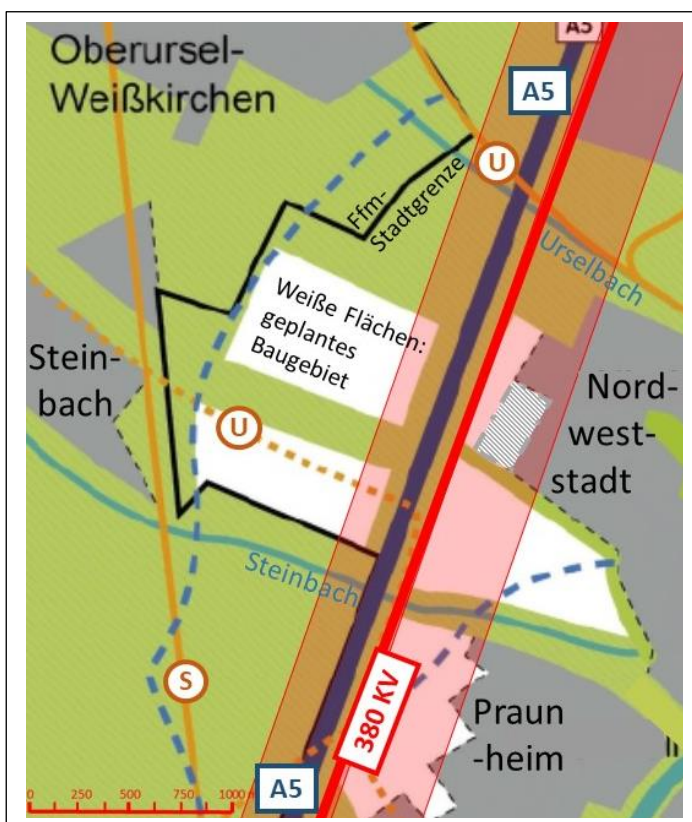 Oberursel-
Weißkirchen
A5
A5
U
Ffm-
Stadtgrenze
Urselbach
Weiße Flächen:
geplantes
Baugebiet
Stein-
bach
U
Nord-
west-
stadt
Steinbach
S
380 KV
Praun
-heim
A5
0 250 500 750 1000